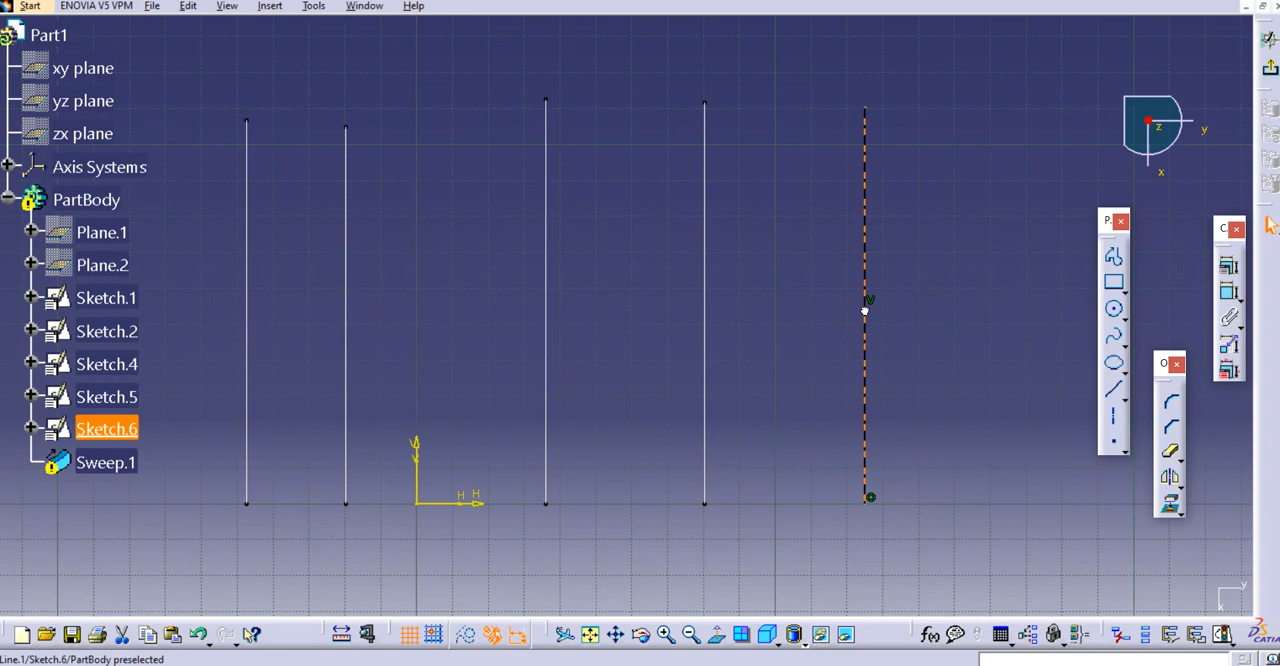 Start ENOVIA V5 VPM File Edit View Insert Tools Window Help
Part1
xy plane
yz plane
zx plane
Axis Systems
PartBody
Plane.1
Plane.2
Sketch.1
Sketch.2
Sketch.4
Sketch.5
Sketch.6
Sweep.1
V
H H
V
z
y
x
P..
C..
O
y
x
f(x)
CATIA
Line.1/Sketch.6/PartBody preselected